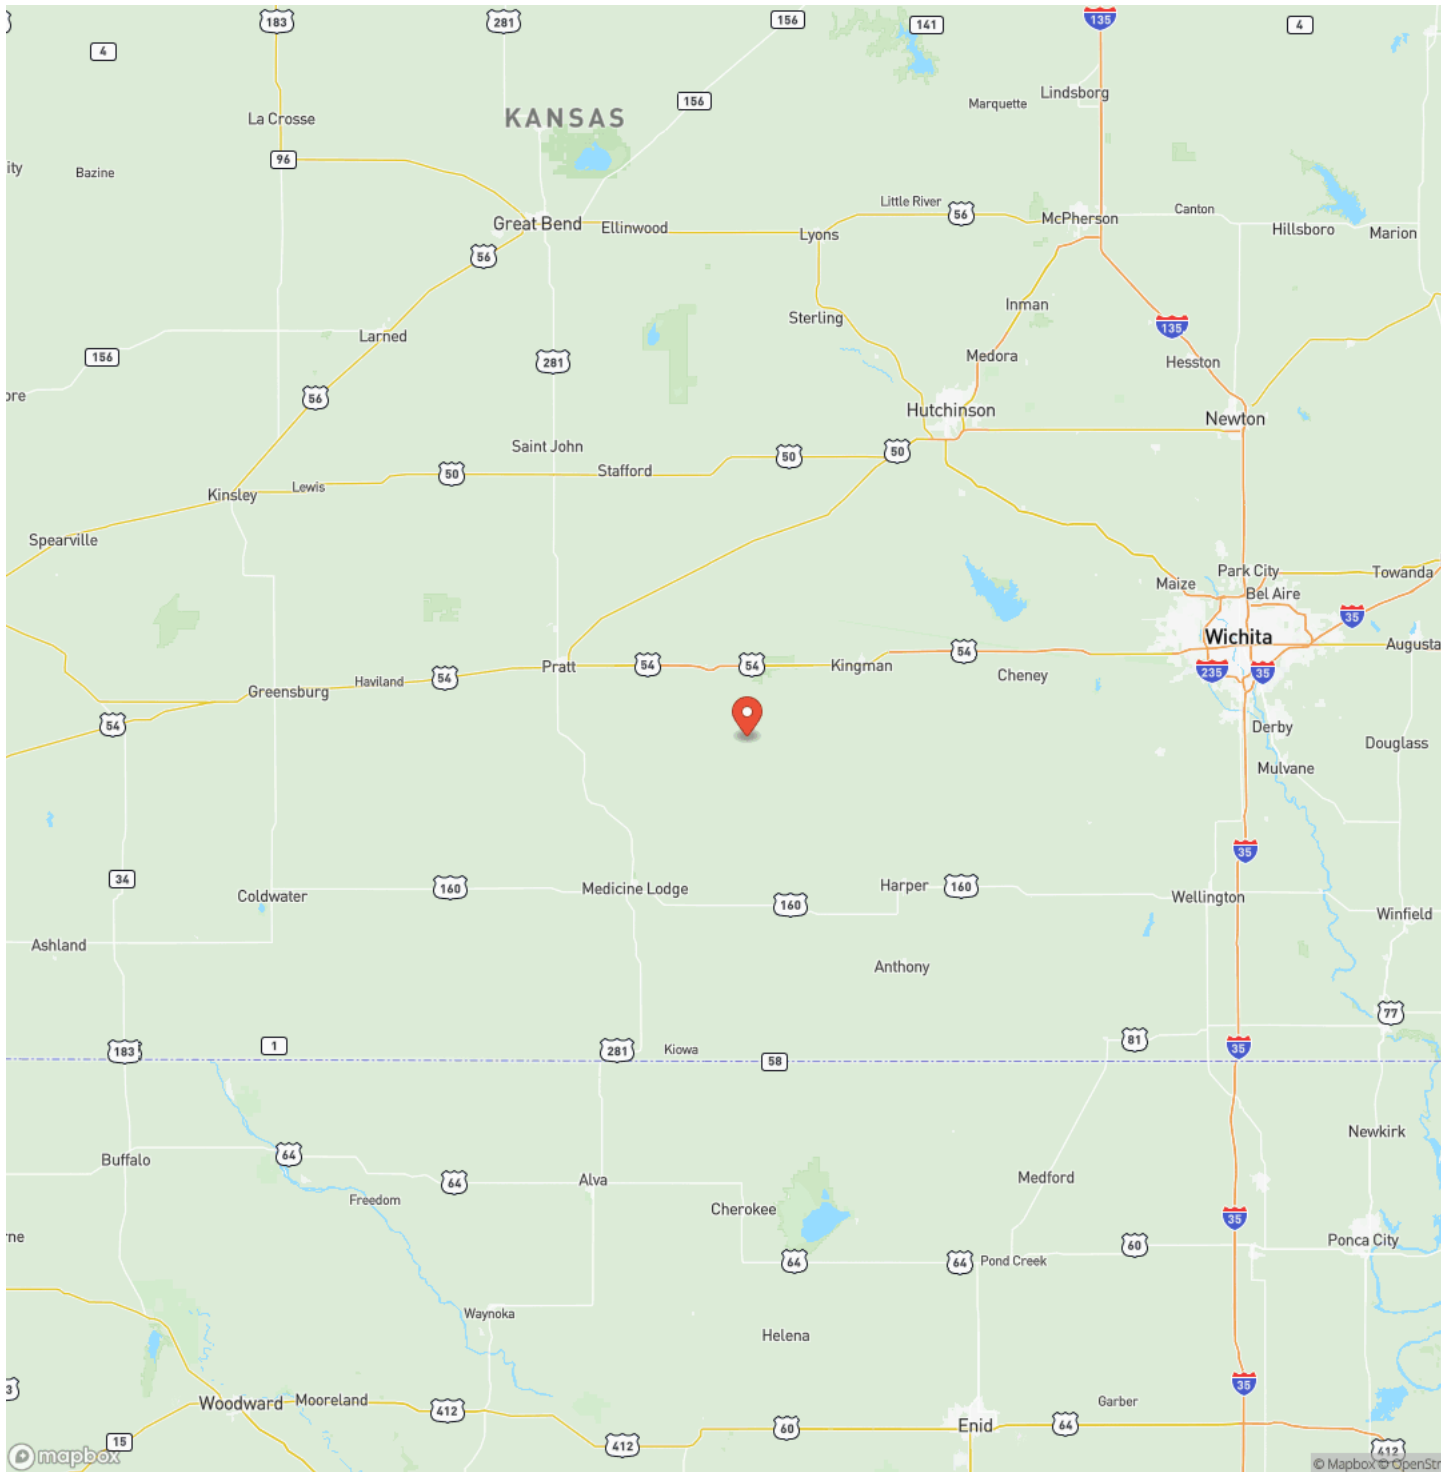 183
281
156
141
135
4
4
156
Lindsborg
Marquette
KANSAS
La Crosse
96
ity
Bazine
Little River
56
McPherson
Canton
Great Bend
Ellinwood
Lyons
Hillsboro
Marion
56
Inman
Sterling
135
Larned
156
281
Medora
Hesston
ore
56
Hutchinson
Newton
Saint John
50
50
50
Stafford
Lewis
Kinsley
Spearville
Park City
Towanda
Maize
Bel Aire
35
Wichita
Augusta
54
54
54
Pratt
Kingman
235
35
Cheney
Haviland
54
Greensburg
54
Derby
Douglass
Mulvane
35
34
Coldwater
160
Medicine Lodge
160
Harper
160
Wellington
Winfield
Ashland
Anthony
77
183
1
281
Kiowa
58
81
35
Newkirk
Buffalo
64
64
Alva
Medford
Freedom
Cherokee
35
rne
60
Ponca City
64
64
Pond Creek
Waynoka
Helena
3
35
Woodward
Mooreland
412
Garber
15
412
60
Enid
64
412
mapbox
© Mapbox © OpenStr